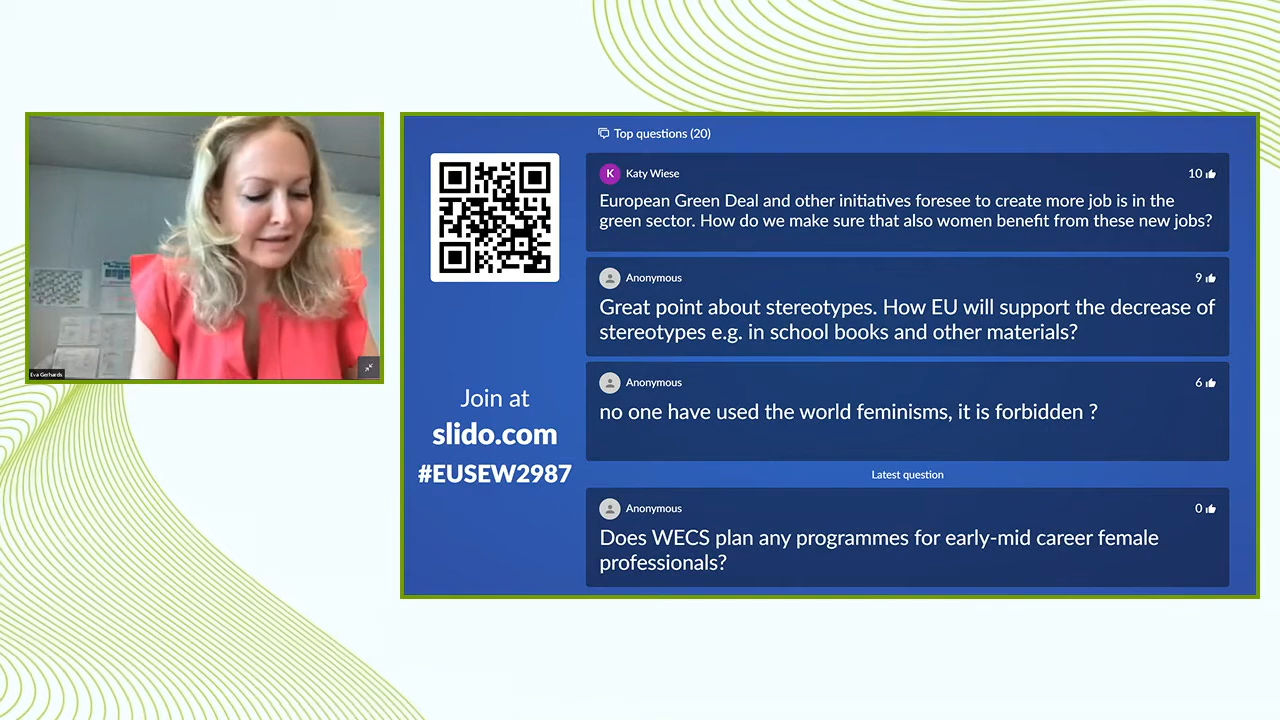 Eva Gerhards
Join at
slido.com
#EUSEW2987
Top questions (20)
K
Katy Wiese
10
European Green Deal and other initiatives foresee to create more job is in the
green sector. How do we make sure that also women benefit from these new jobs?
Anonymous
9
Great point about stereotypes. How EU will support the decrease of
stereotypes e.g. in school books and other materials?
Anonymous
6
no one have used the world feminisms, it is forbidden ?
Latest question
Anonymous
0
Does WECS plan any programmes for early-mid career female
professionals?